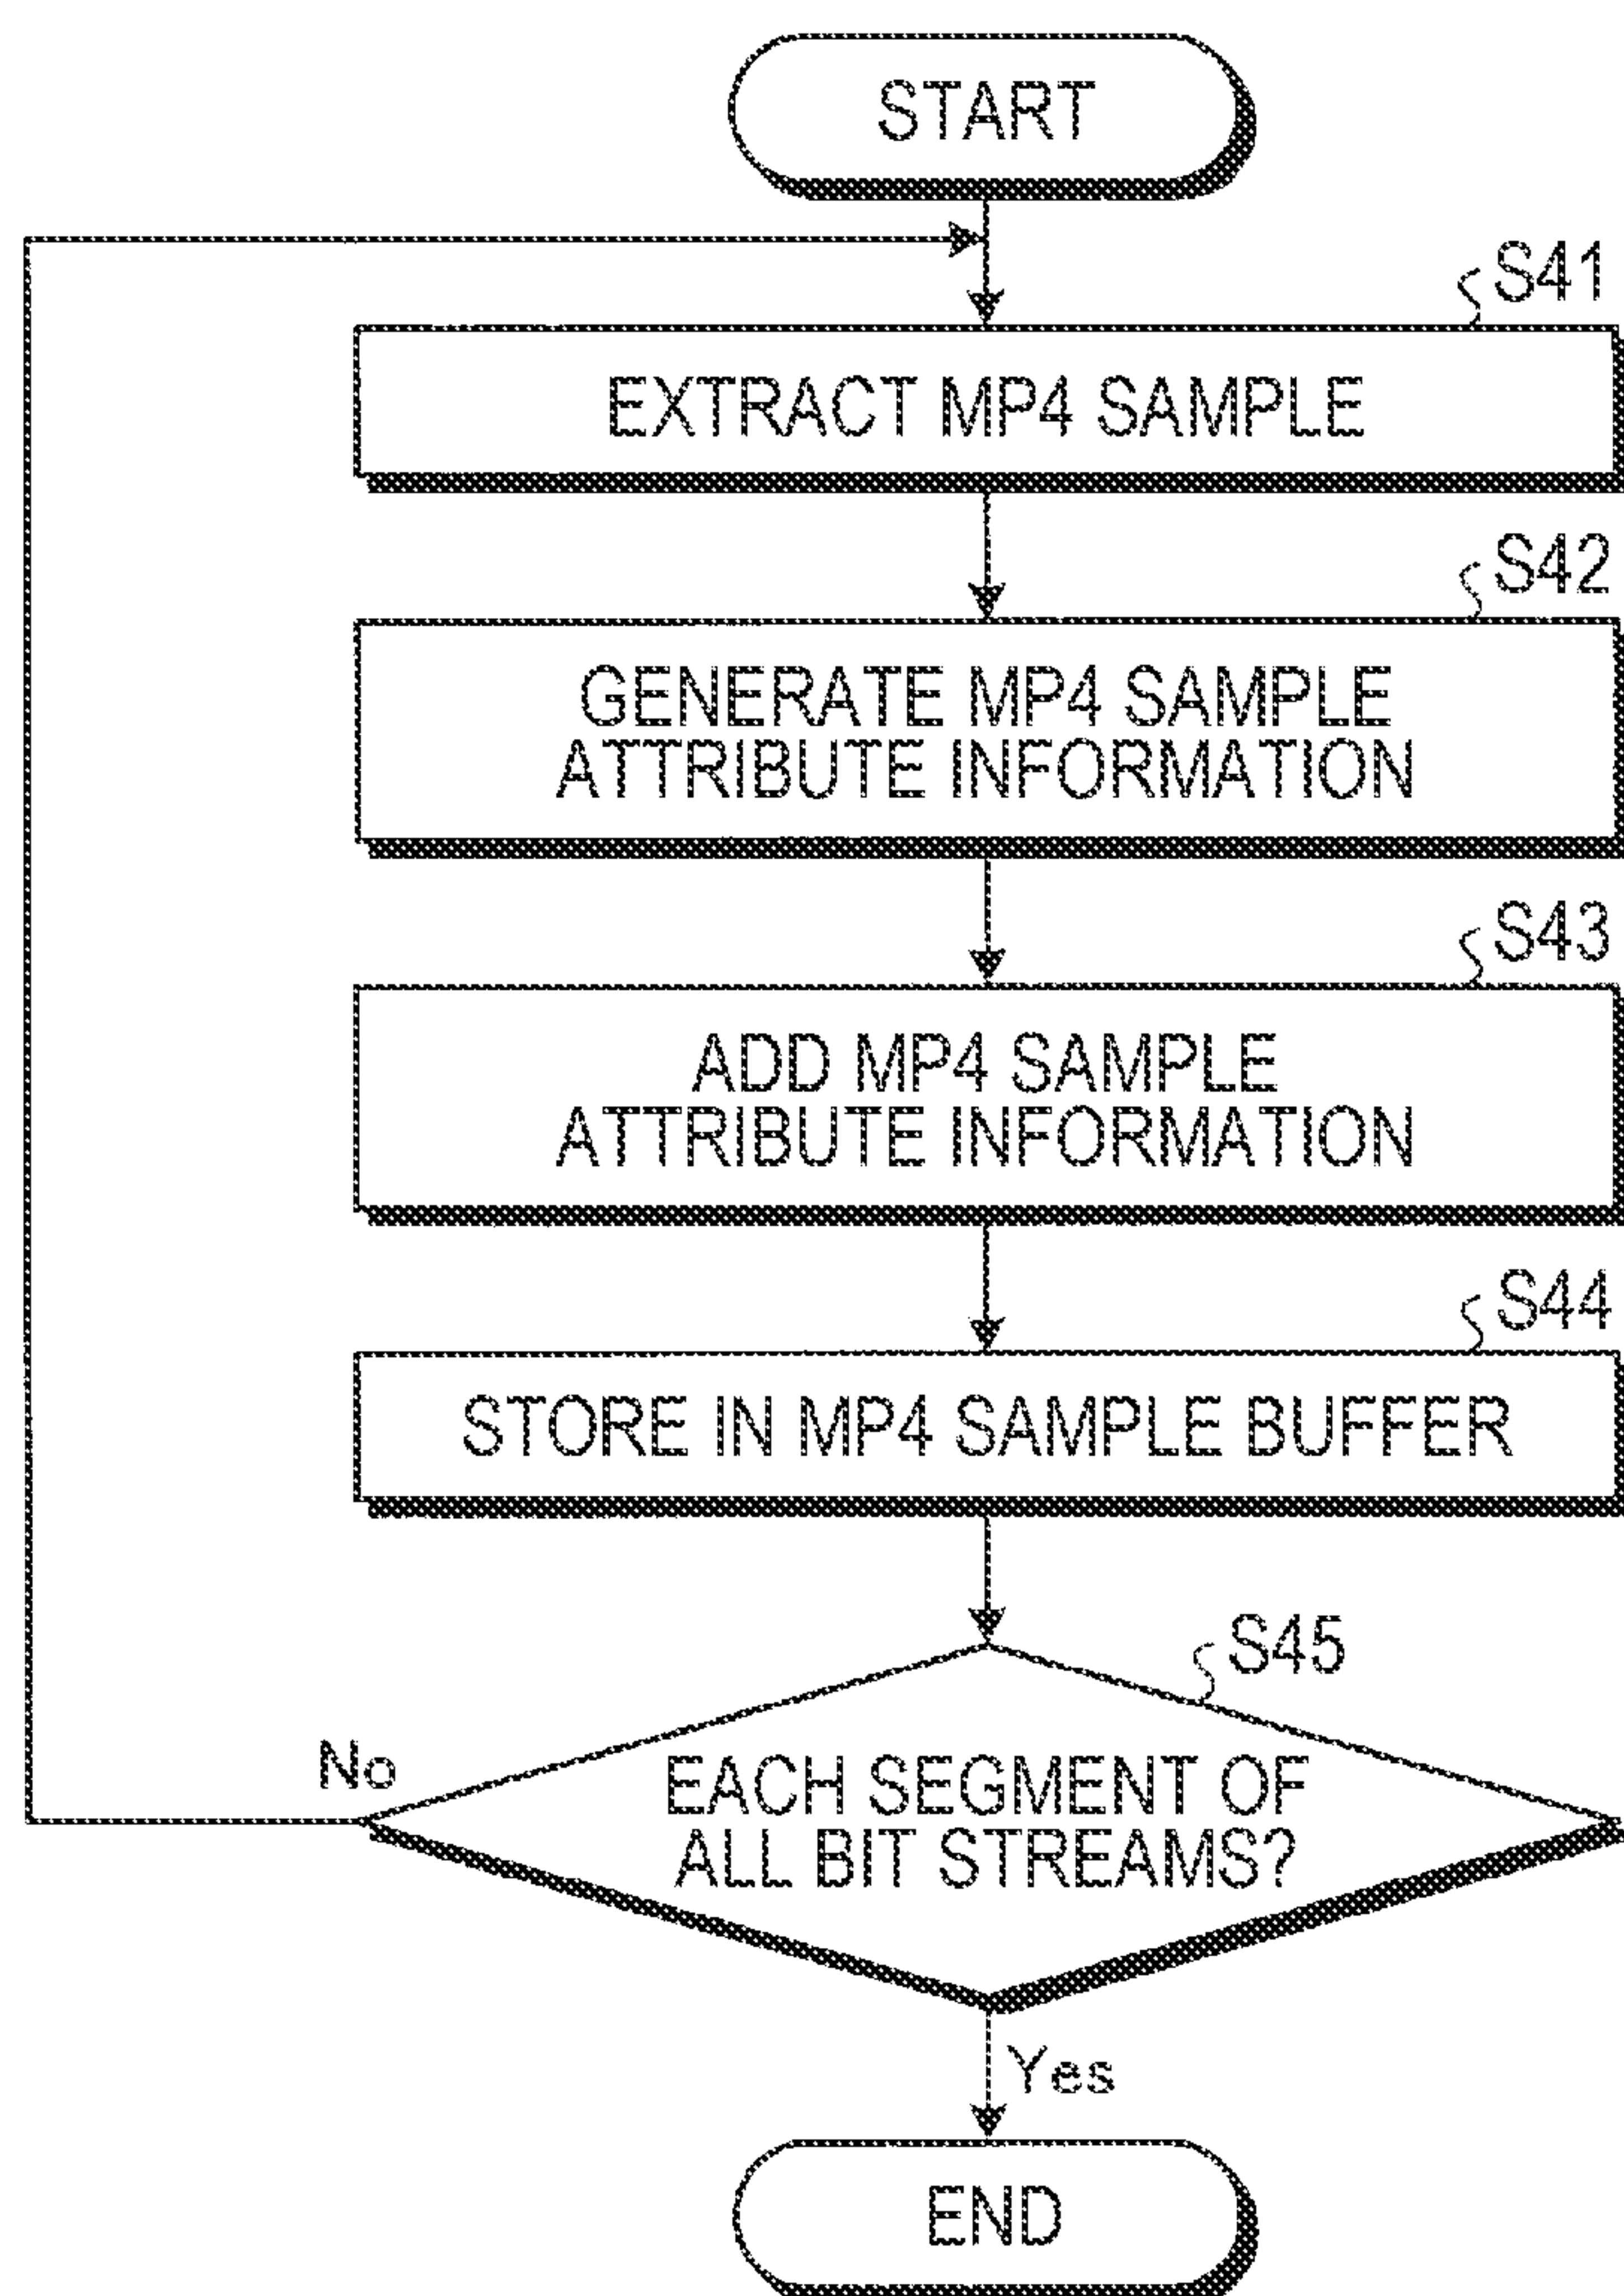 START
S41
EXTRACT MP4 SAMPLE
S42
GENERATE MP4 SAMPLE
ATTRIBUTE INFORMATION
S43
ADD MP4 SAMPLE
ATTRIBUTE INFORMATION
S44
STORE IN MP4 SAMPLE BUFFER
S45
No
EACH SEGMENT OF
ALL BIT STREAMS?
Yes
END